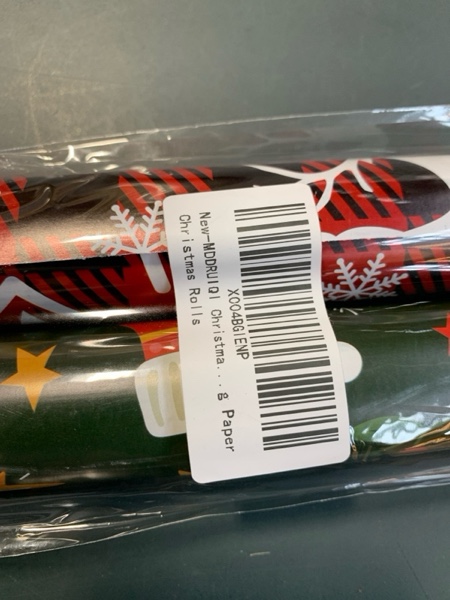 X004BGIENP
New-MDDRUIQI Christma...g Paper
Christmas Rolls